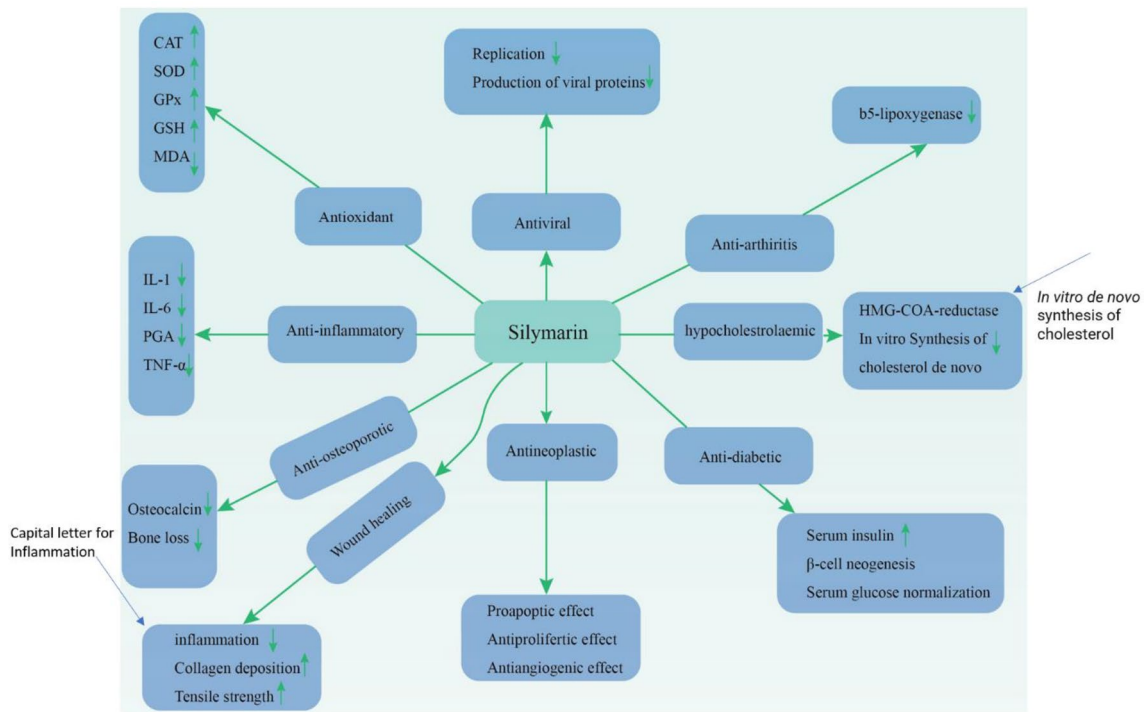 CAT ↑
SOD ↑
GPx ↑
GSH ↑
MDA ↓
Replication ↓
Production of viral proteins ↓
b5-lipoxygenase ↓
Antioxidant
Antiviral
Anti-arthiritis
IL-1 ↓
IL-6 ↓
PGA ↓
TNF-α ↓
Anti-inflammatory
Silymarin
hypocholestrolaemic
HMG-COA-reductase
In vitro Synthesis of ↓
cholesterol de novo
In vitro de novo
synthesis of
cholesterol
Anti-osteoporotic
Wound healing
Antineoplastic
Anti-diabetic
Osteocalcin ↓
Bone loss ↓
Capital letter for
Inflammation
Serum insulin ↑
β-cell neogenesis
Serum glucose normalization
Proapoptic effect
Antiprolifertic effect
Antiangiogenic effect
inflammation ↓
Collagen deposition ↑
Tensile strength ↑